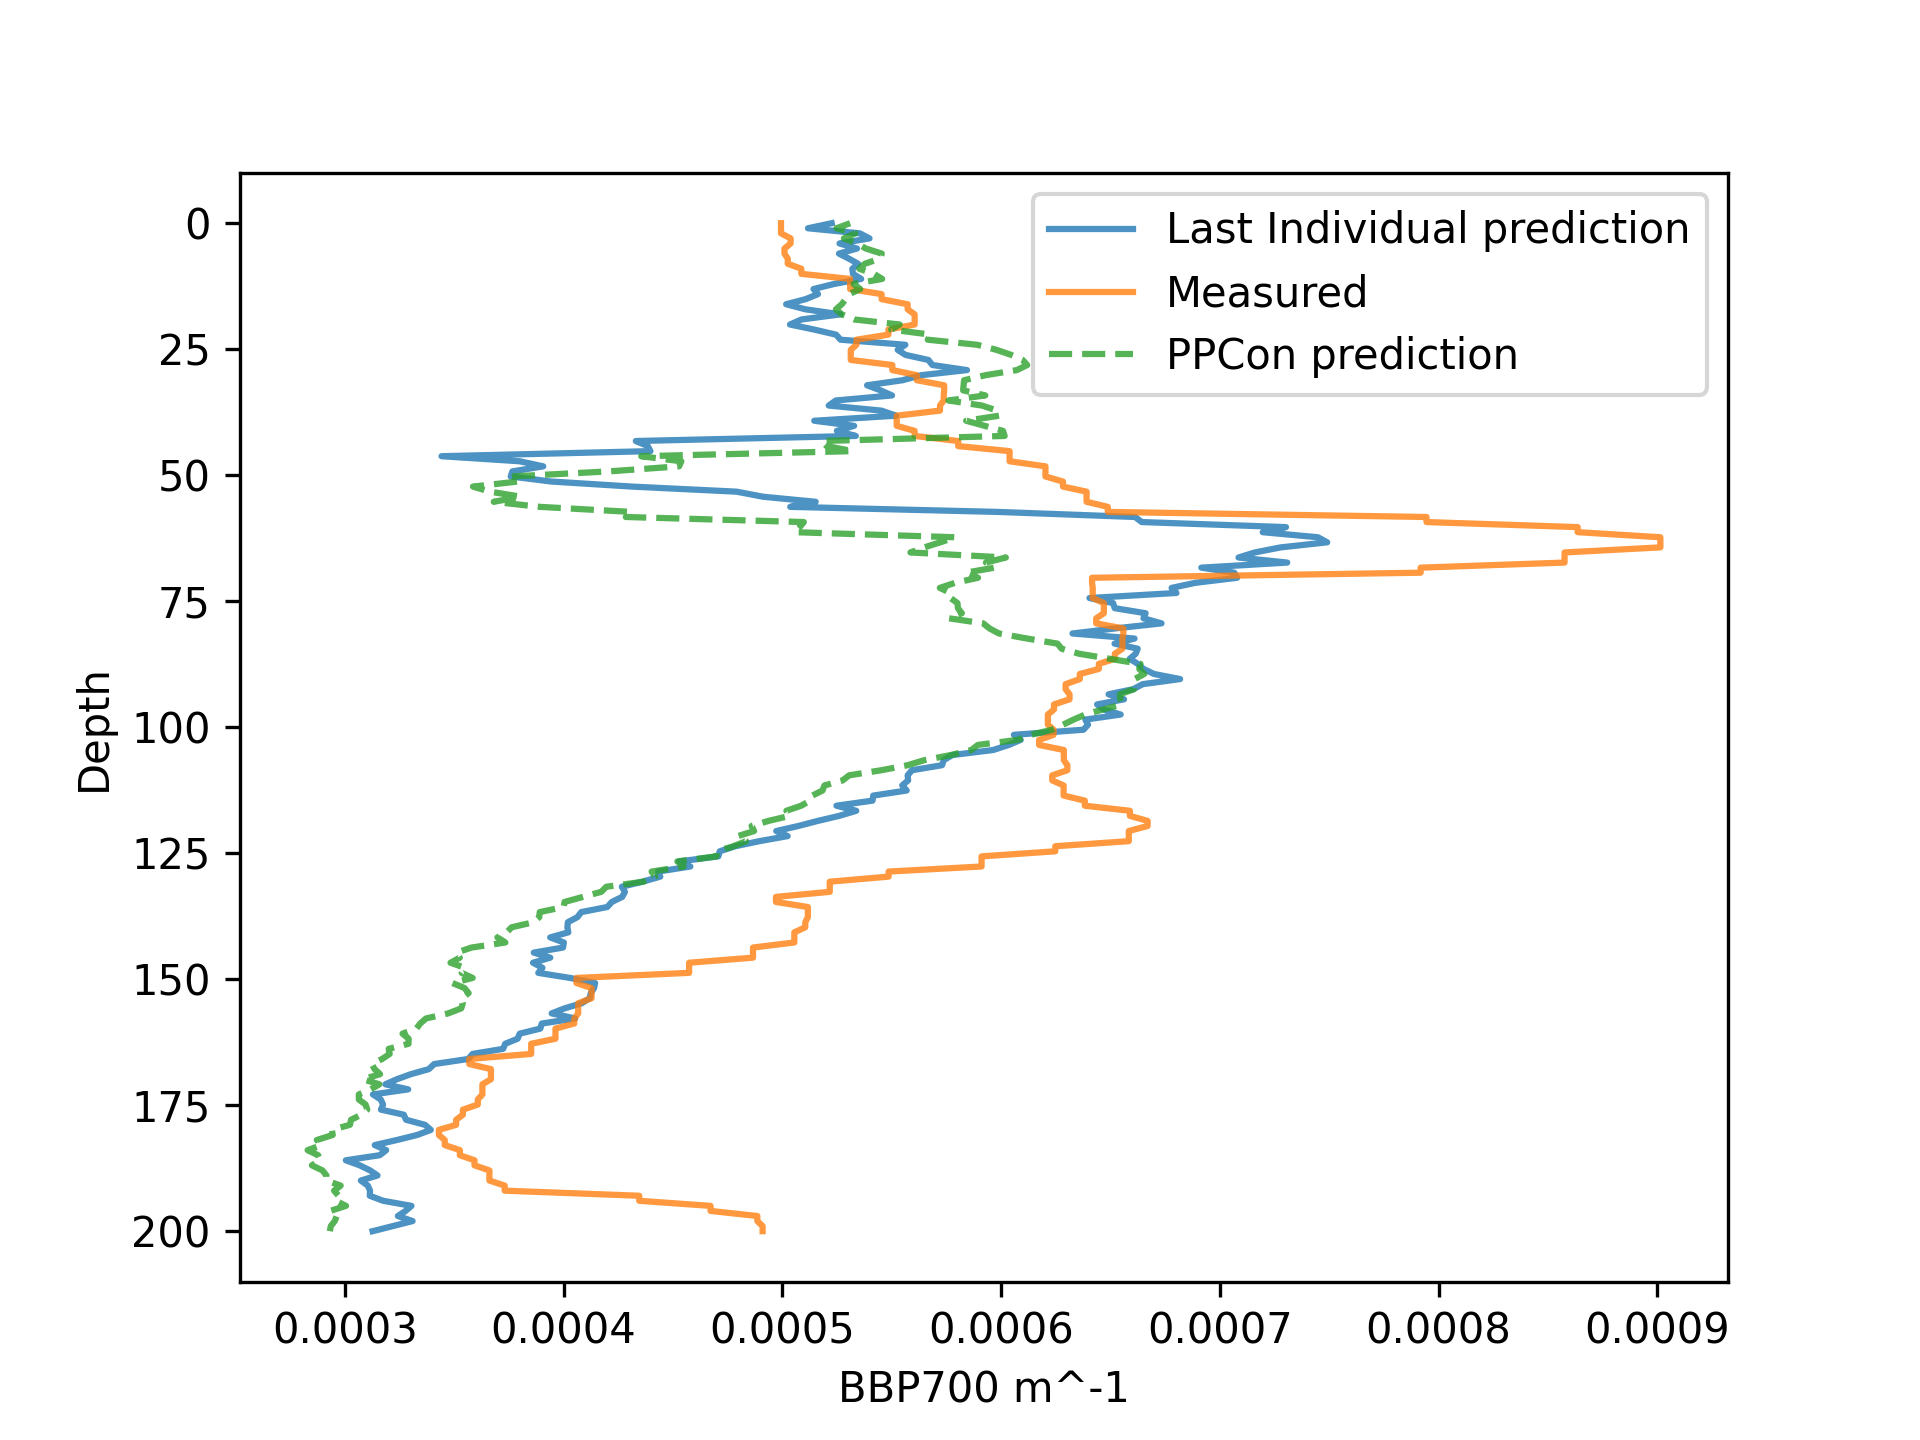 Last Individual prediction
Measured
PPCon prediction
0
25
50
75
100
125
150
175
200
Depth
0.0003 0.0004 0.0005 0.0006 0.0007 0.0008 0.0009
BBP700 m^-1